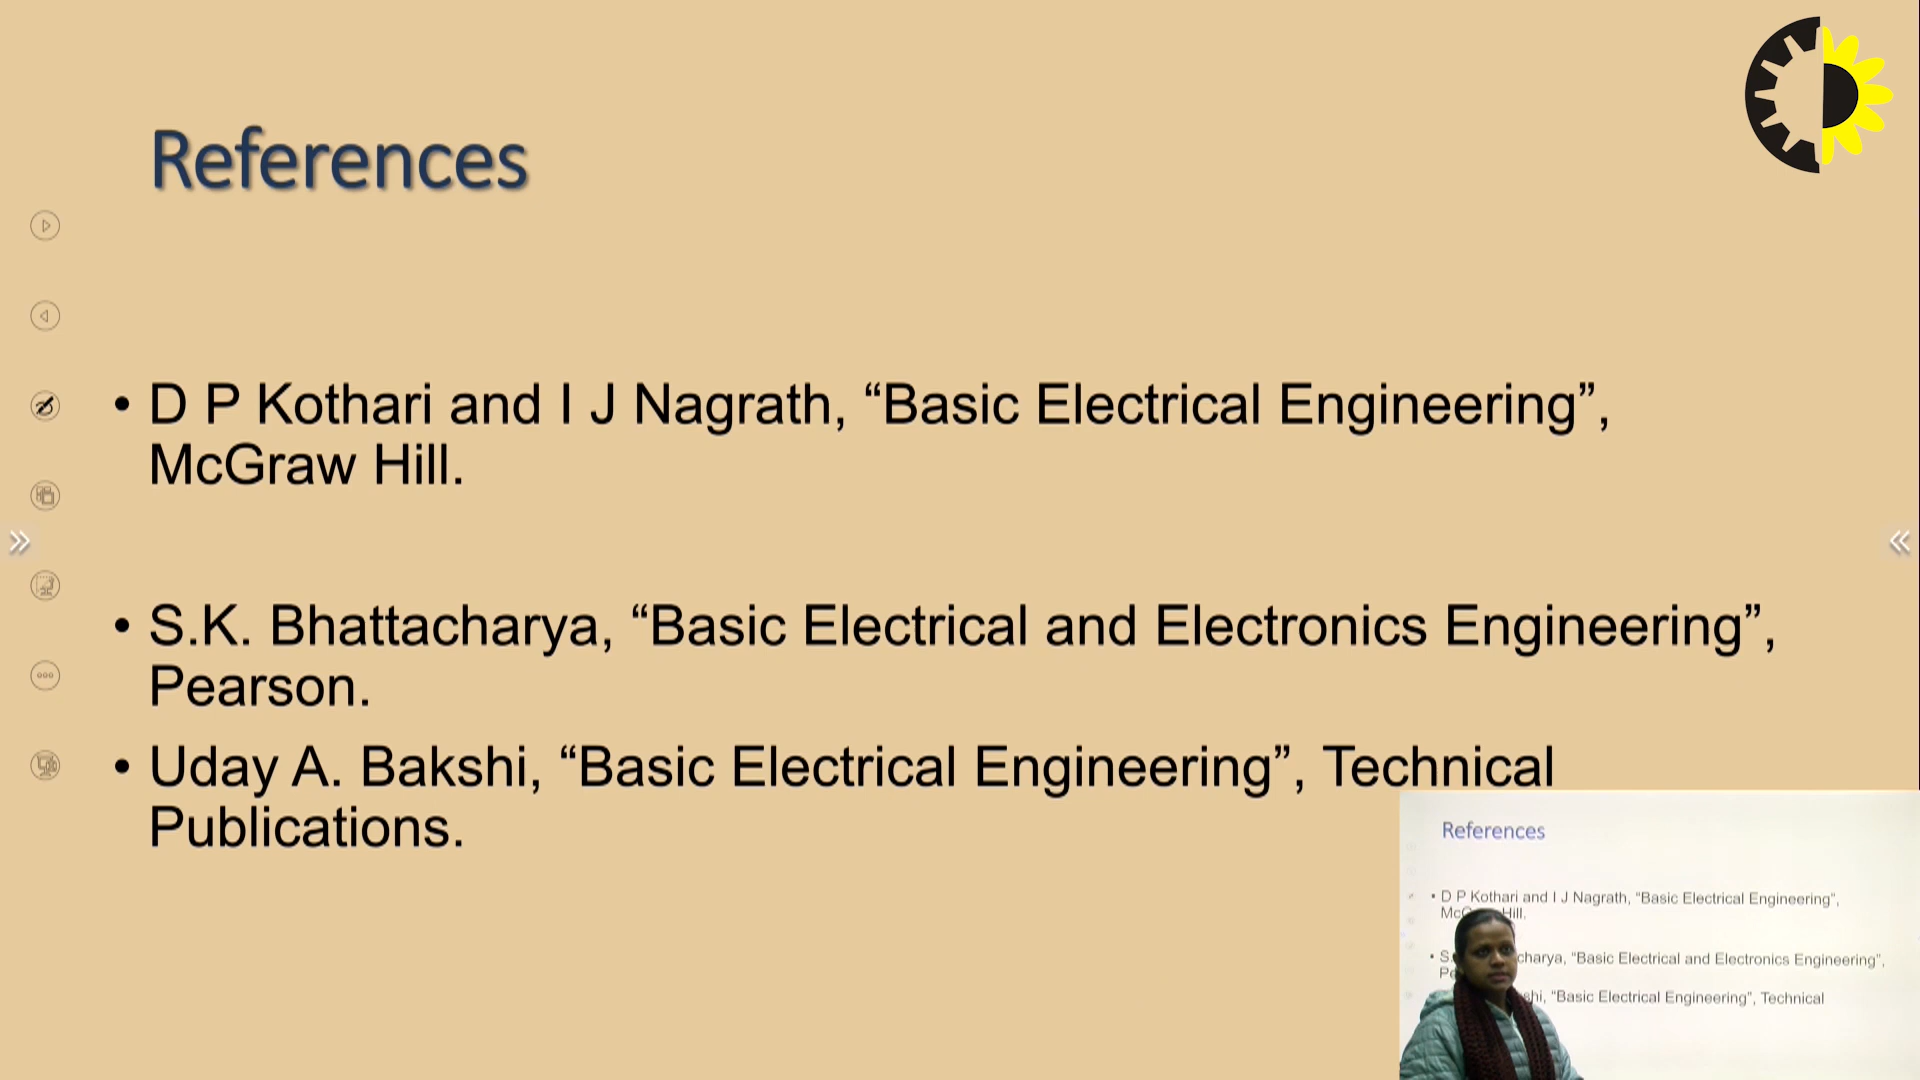 References
• D P Kothari and I J Nagrath, “Basic Electrical Engineering”,
McGraw Hill.
• S.K. Bhattacharya, “Basic Electrical and Electronics Engineering”,
Pearson.
• Uday A. Bakshi, “Basic Electrical Engineering”, Technical
Publications.
References
• D P Kothari and I J Nagrath, “Basic Electrical Engineering”,
Hill.
“Basic Electrical and Electronics Engineering”,
“Basic Electrical Engineering”, Technical